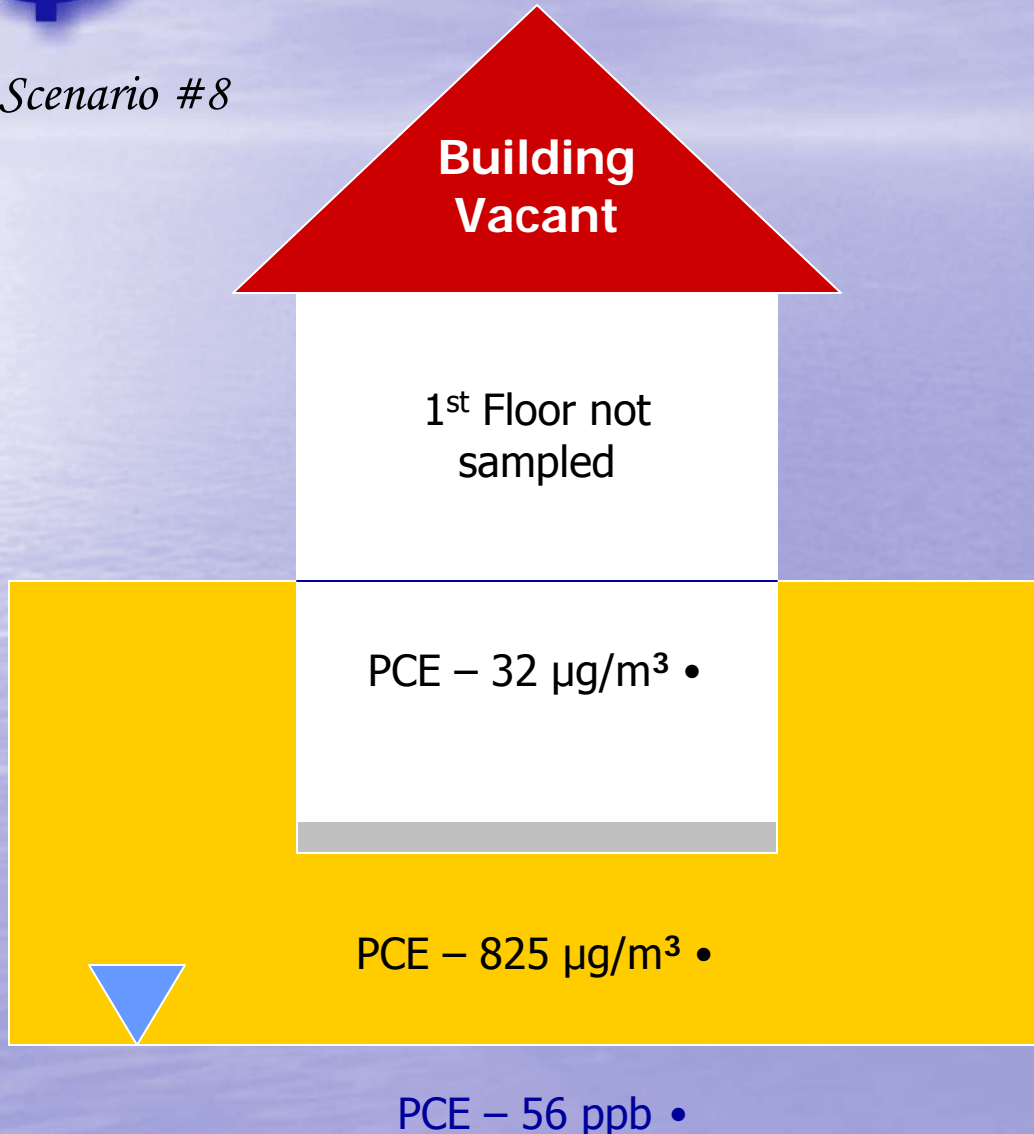 Scenario #8
Building
Vacant
1st Floor not
sampled
PCE – 32 µg/m³ •
PCE – 825 µg/m³ •
PCE – 56 ppb •